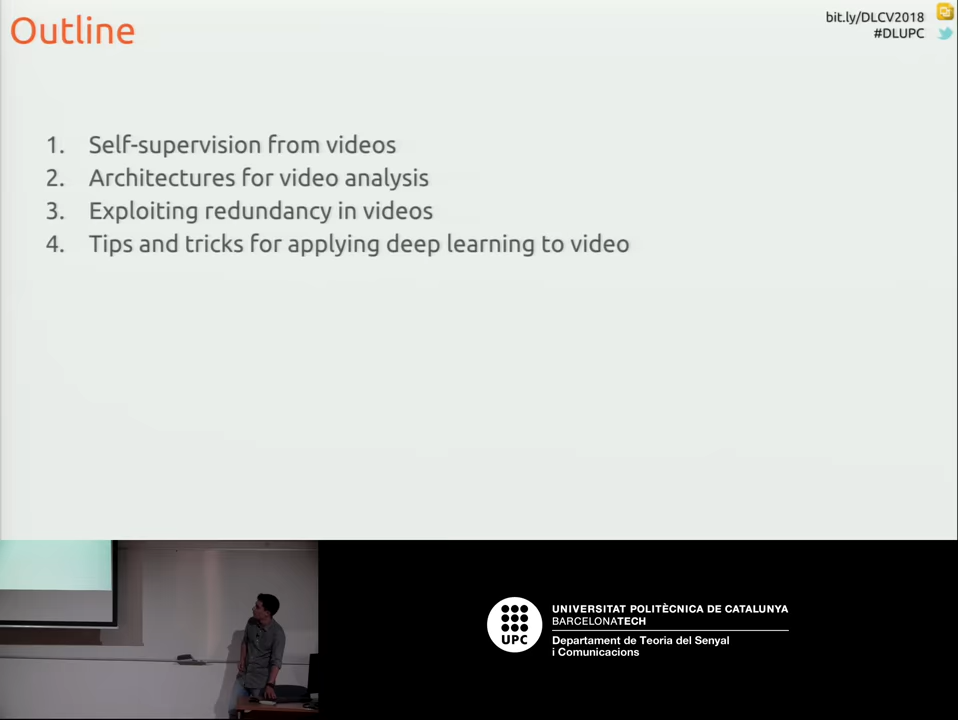 Outline
bit.ly/DLCV2018
#DLUPC
1. Self-supervision from videos
2. Architectures for video analysis
3. Exploiting redundancy in videos
4. Tips and tricks for applying deep learning to video
UPC
UNIVERSITAT POLITÈCNICA DE CATALUNYA
BARCELONATECH
Departament de Teoria del Senyal
i Comunicacions